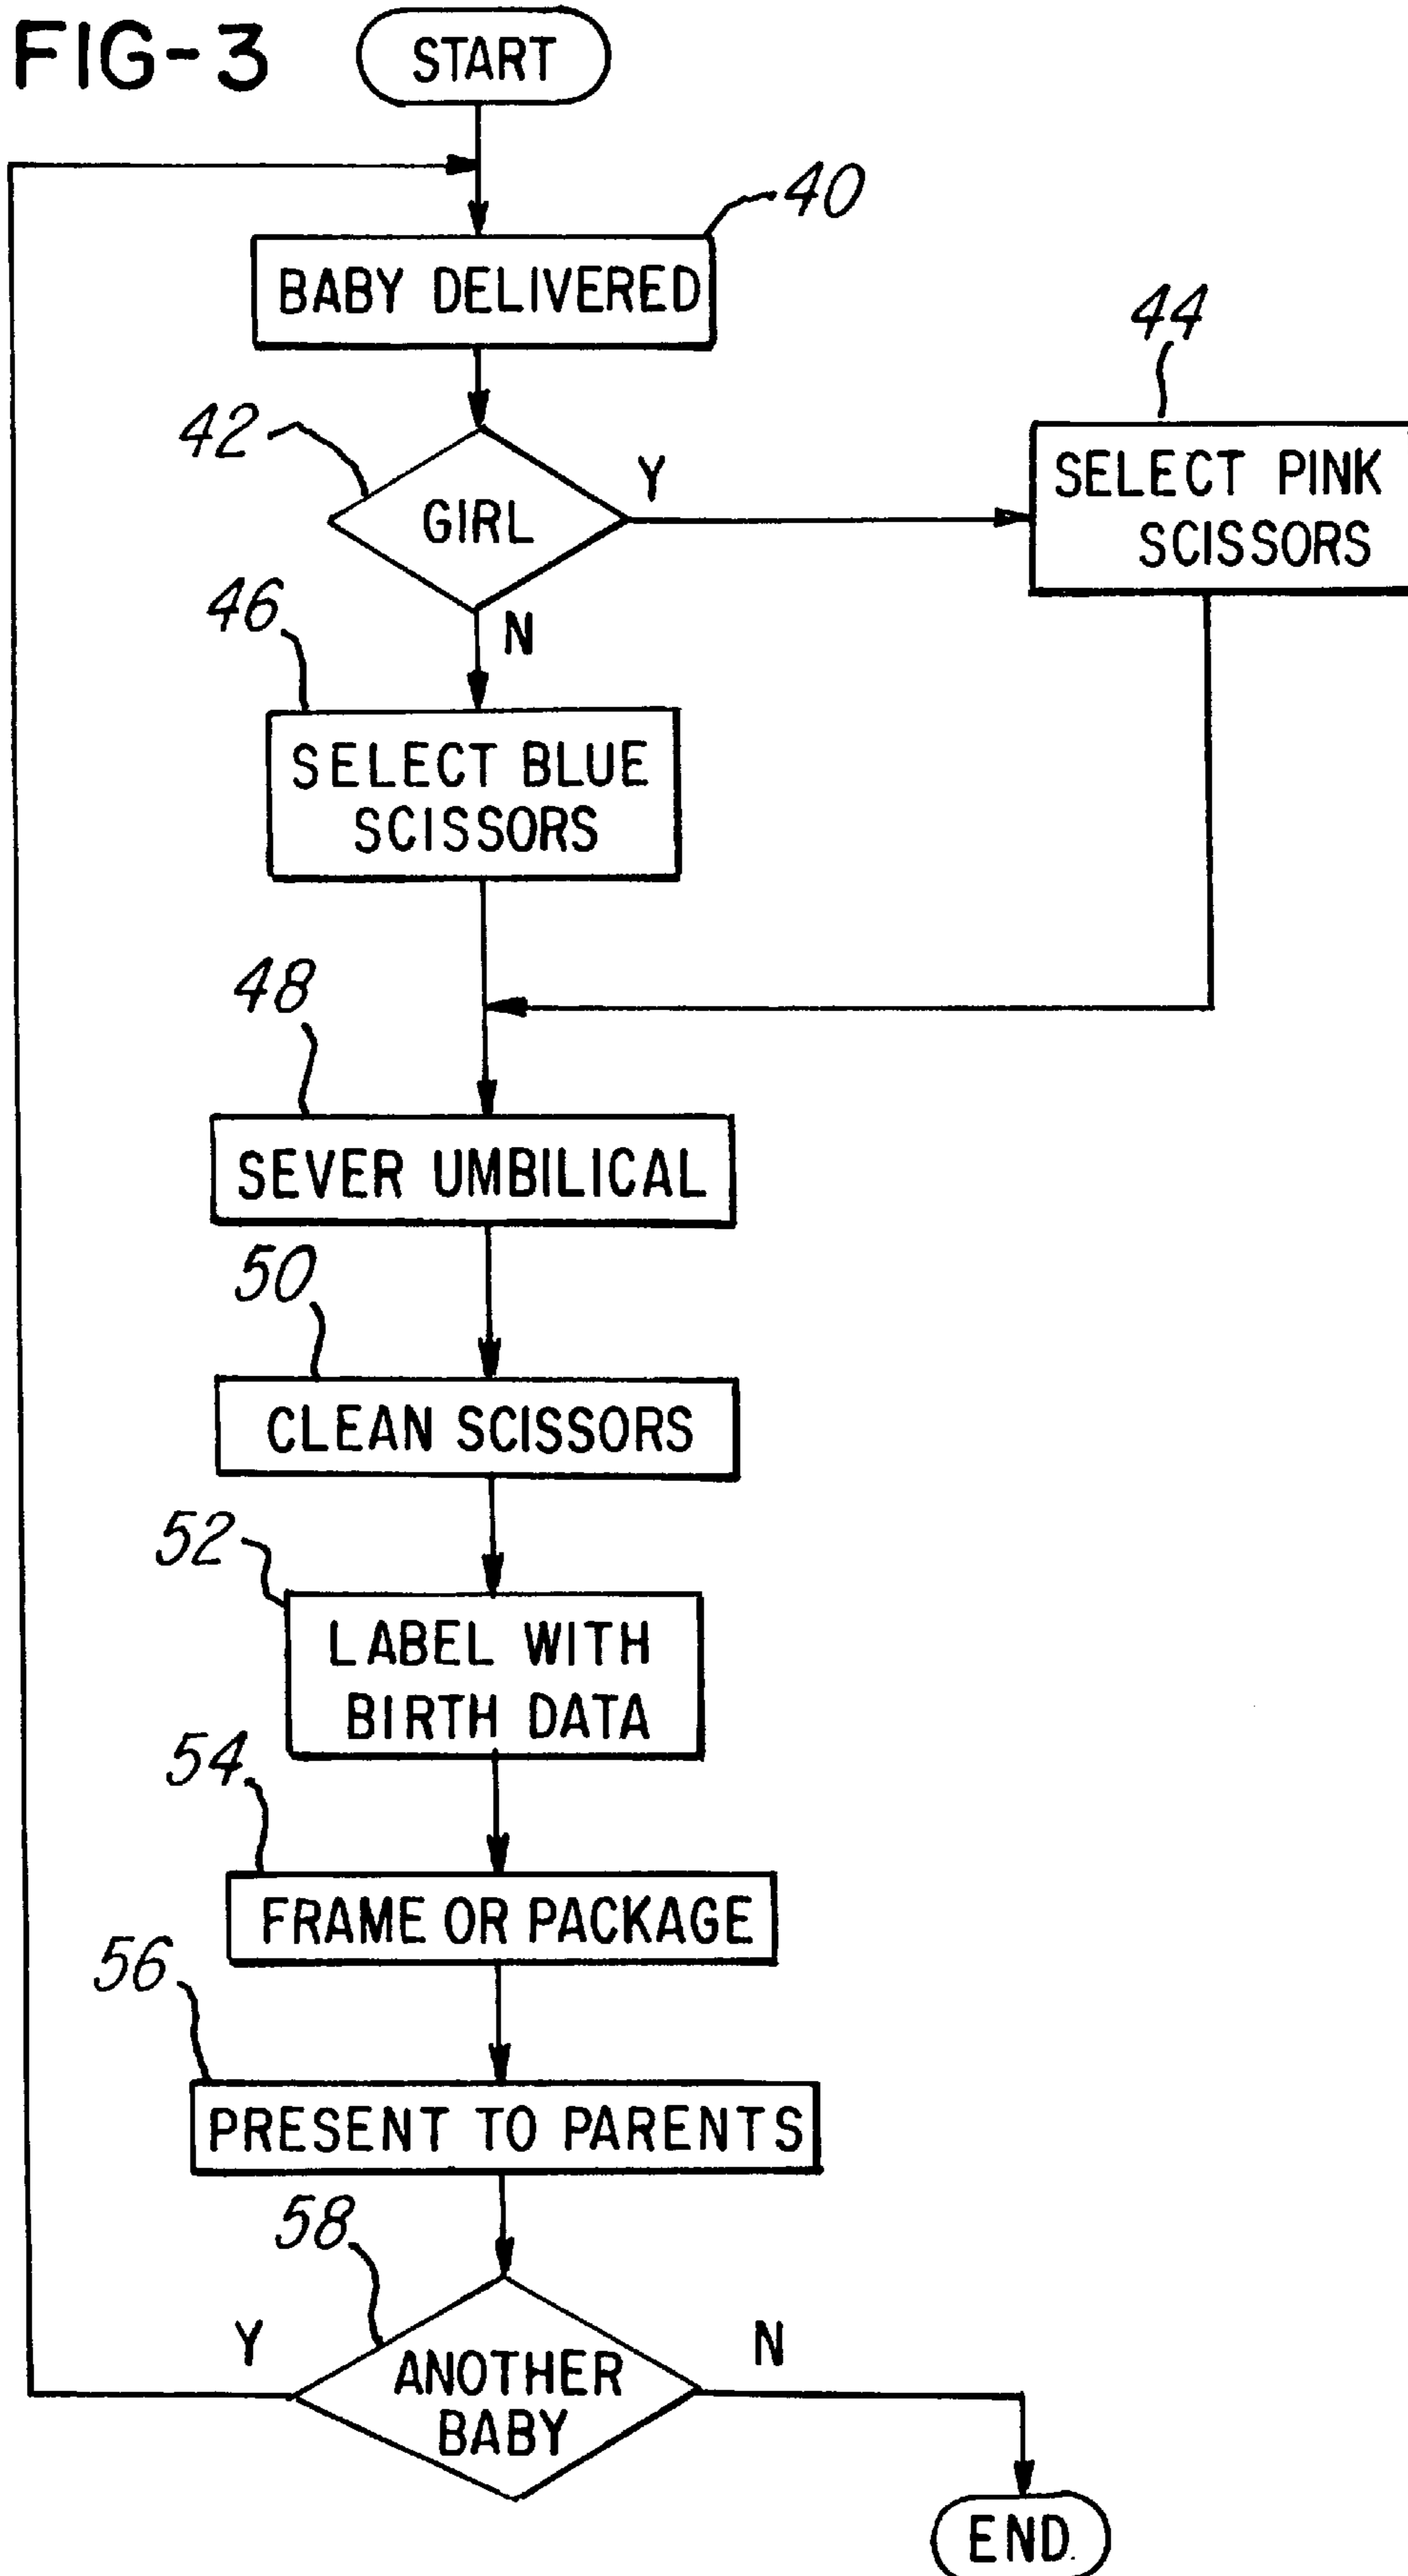 FIG-3
START
40
BABY DELIVERED
44
42
GIRL
Y
SELECT PINK
SCISSORS
46
N
SELECT BLUE
SCISSORS
48
SEVER UMBILICAL
50
CLEAN SCISSORS
52
LABEL WITH
BIRTH DATA
54
FRAME OR PACKAGE
56
PRESENT TO PARENTS
58
Y
N
ANOTHER
BABY
END